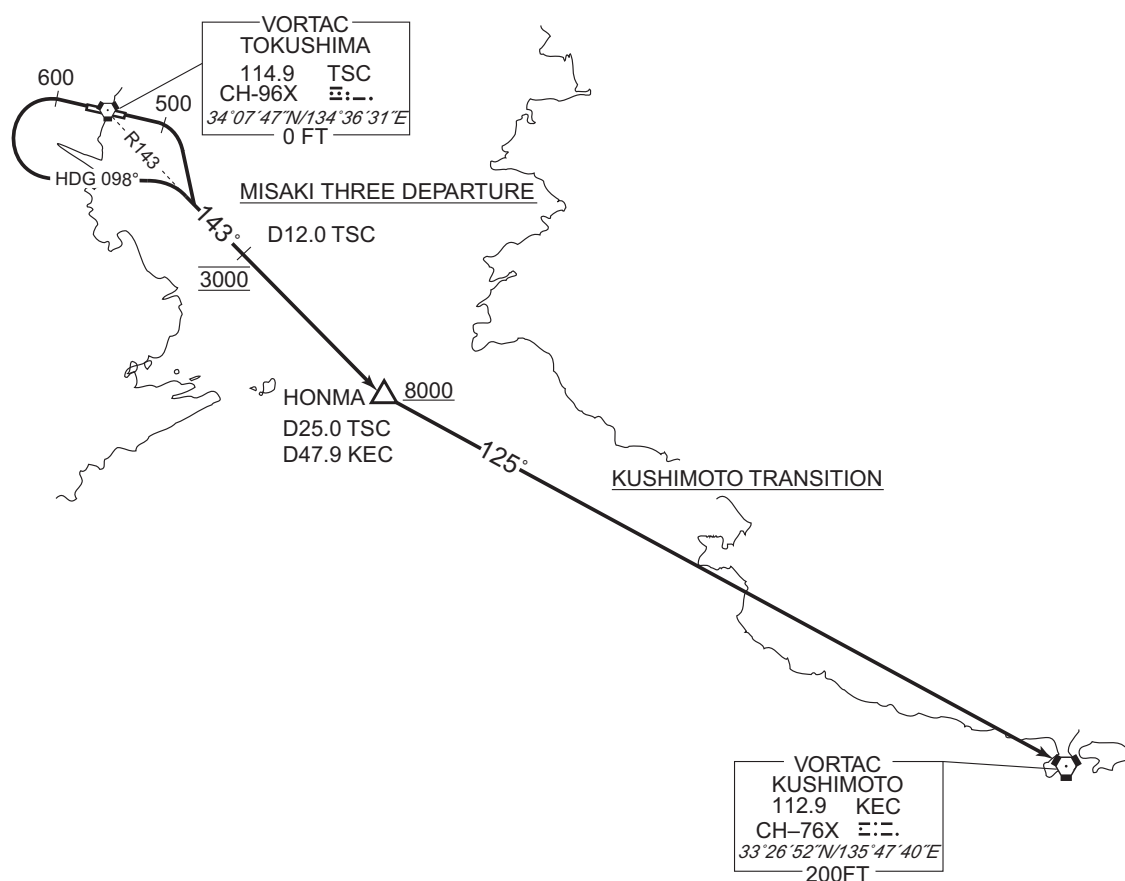 VORTAC
TOKUSHIMA
114.9 TSC
CH-96X
34°07´47˝N/134°36´31˝E
0 FT
600
500
R143
HDG 098°
MISAKI THREE DEPARTURE
143°
D12.0 TSC
3000
HONMA
8000
D25.0 TSC
D47.9 KEC
125°
KUSHIMOTO TRANSITION
VORTAC
KUSHIMOTO
112.9 KEC
CH–76X
33°26´52˝N/135°47´40˝E
200FT